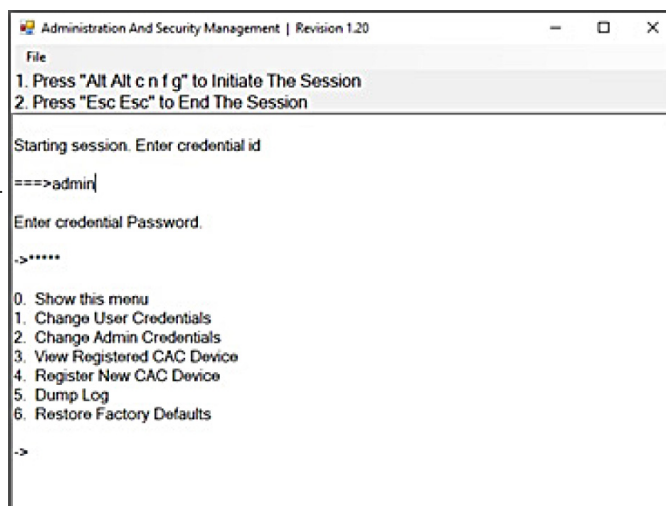 Administration And Security Management | Revision 1.20
File
1. Press "Alt Alt c n f g" to Initiate The Session
2. Press "Esc Esc" to End The Session
Starting session. Enter credential id
===>admin
Enter credential Password.
->*****
0. Show this menu
1. Change User Credentials
2. Change Admin Credentials
3. View Registered CAC Device
4. Register New CAC Device
5. Dump Log
6. Restore Factory Defaults
->